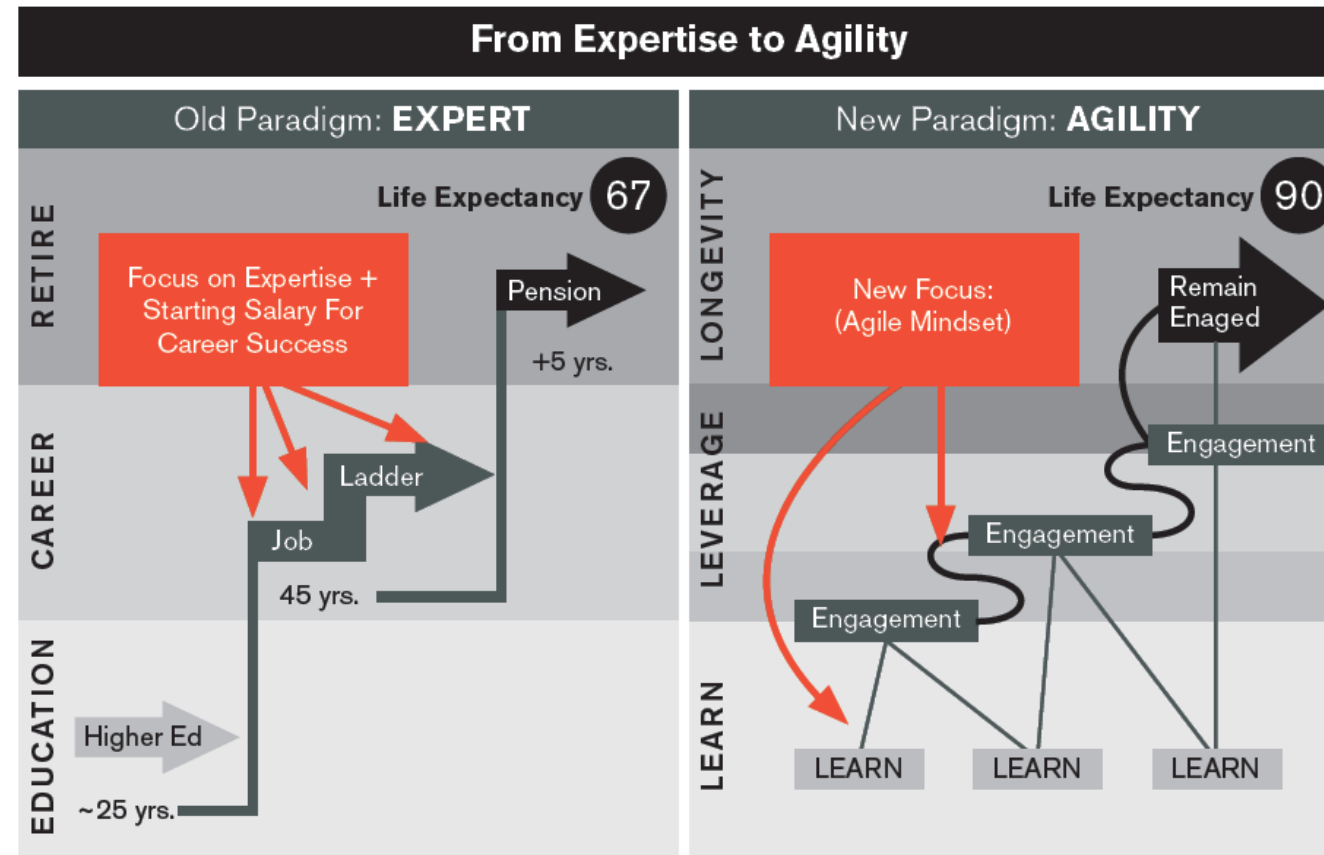 From Expertise to Agility
Old Paradigm: EXPERT
RETIRE
Life Expectancy 67
Focus on Expertise +
Starting Salary For
Career Success
Pension
+5 yrs.
CAREER
Ladder
Job
45 yrs.
EDUCATION
Higher Ed
~25 yrs.
New Paradigm: AGILITY
LONGEVITY
Life Expectancy 90
New Focus:
(Agile Mindset)
Remain
Enaged
LEVERAGE
Engagement
Engagement
Engagement
LEARN
LEARN
LEARN
LEARN